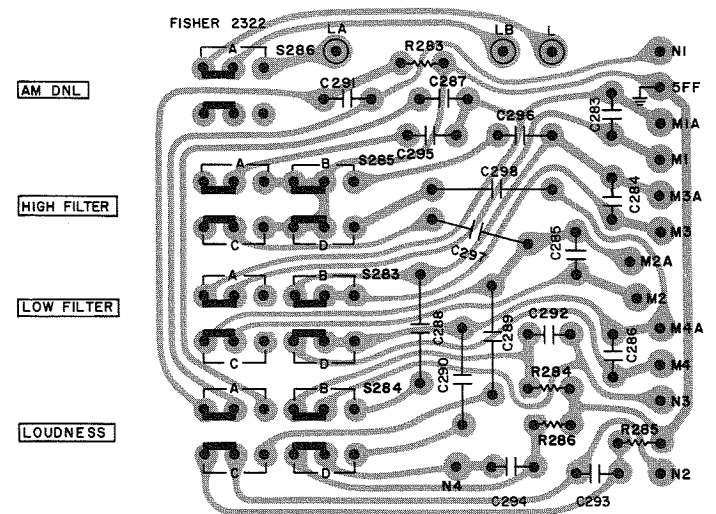 FISHER 2322
LA
LB
L
A
S286
R283
N1
AM DNL
C291
C287
5FF
C283
M1A
C296
C295
M1
A
B
S285
C298
C284
M3A
HIGH FILTER
M3
C
D
C297
C285
M2A
A
B
S283
M2
LOW FILTER
C288
C289
C292
C286
M4A
C
D
C290
M4
A
B
S284
R284
N3
LOUDNESS
R286
R285
C
D
N4
C294
C293
N2